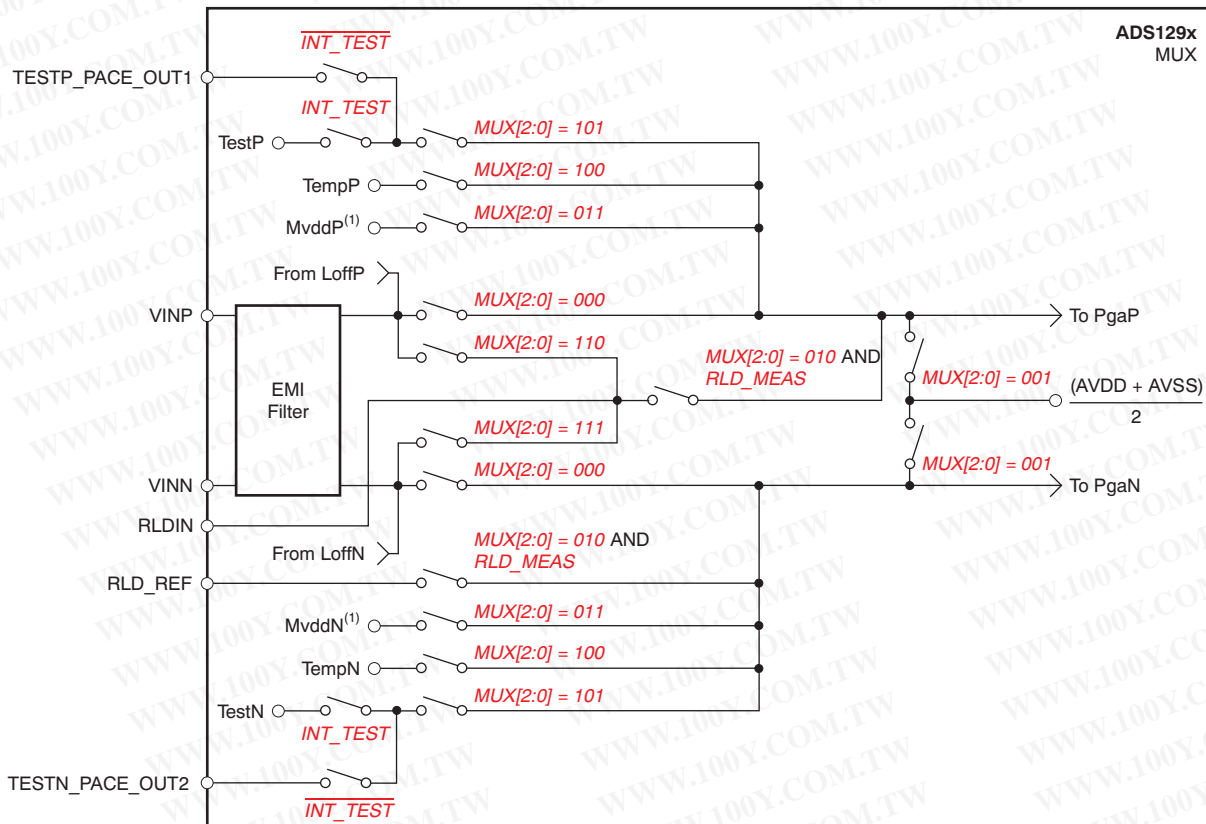 ADS129x
MUX
INT_TEST
TESTP_PACE_OUT1
INT_TEST
TestP
MUX[2:0] = 101
TempP
MUX[2:0] = 100
MvddP(1)
MUX[2:0] = 011
From LoffP
VINP
MUX[2:0] = 000
To PgaP
MUX[2:0] = 110
MUX[2:0] = 010 AND
RLD_MEAS
MUX[2:0] = 001
(AVDD + AVSS)
2
EMI
Filter
MUX[2:0] = 111
MUX[2:0] = 001
VINN
MUX[2:0] = 000
To PgaN
RLDIN
From LoffN
MUX[2:0] = 010 AND
RLD_MEAS
RLD_REF
MvddN(1)
MUX[2:0] = 011
TempN
MUX[2:0] = 100
TestN
MUX[2:0] = 101
INT_TEST
TESTN_PACE_OUT2
INT_TEST
WWW.100Y.COM.TW